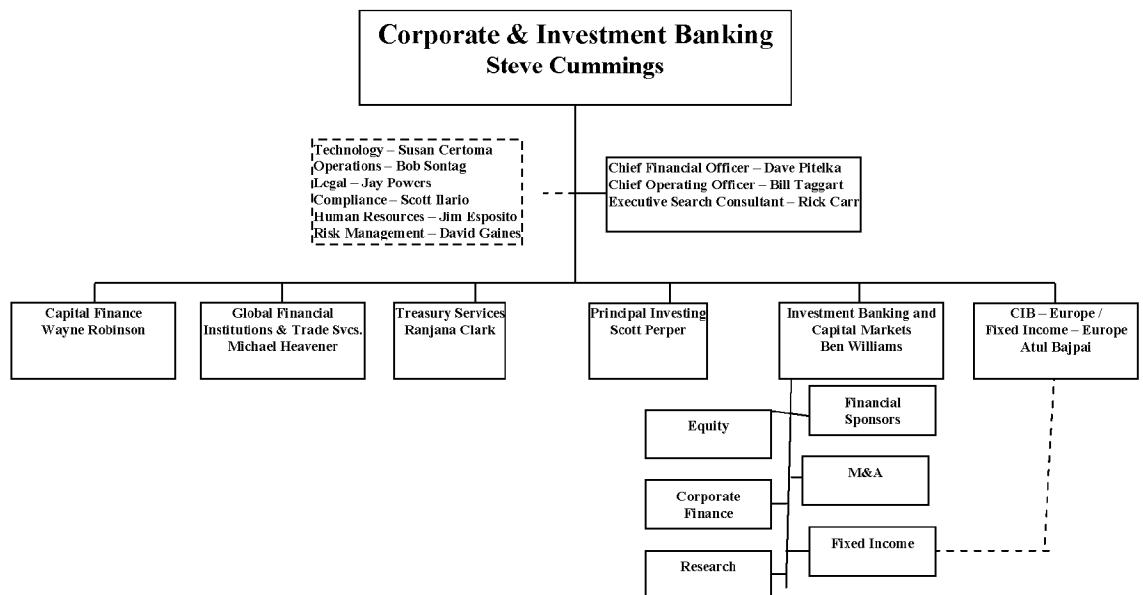 Corporate & Investment Banking
Steve Cummings
Technology – Susan Certoma
Operations – Bob Sontag
Legal – Jay Powers
Compliance – Scott Ilario
Human Resources – Jim Esposito
Risk Management – David Gaines
Chief Financial Officer – Dave Pitelka
Chief Operating Officer – Bill Taggart
Executive Search Consultant – Rick Carr
Capital Finance
Wayne Robinson
Global Financial
Institutions & Trade Svcs.
Michael Heavener
Treasury Services
Ranjana Clark
Principal Investing
Scott Perper
Investment Banking and
Capital Markets
Ben Williams
CIB – Europe /
Fixed Income – Europe
Atul Bajpai
Equity
Financial
Sponsors
Corporate
Finance
M&A
Research
Fixed Income